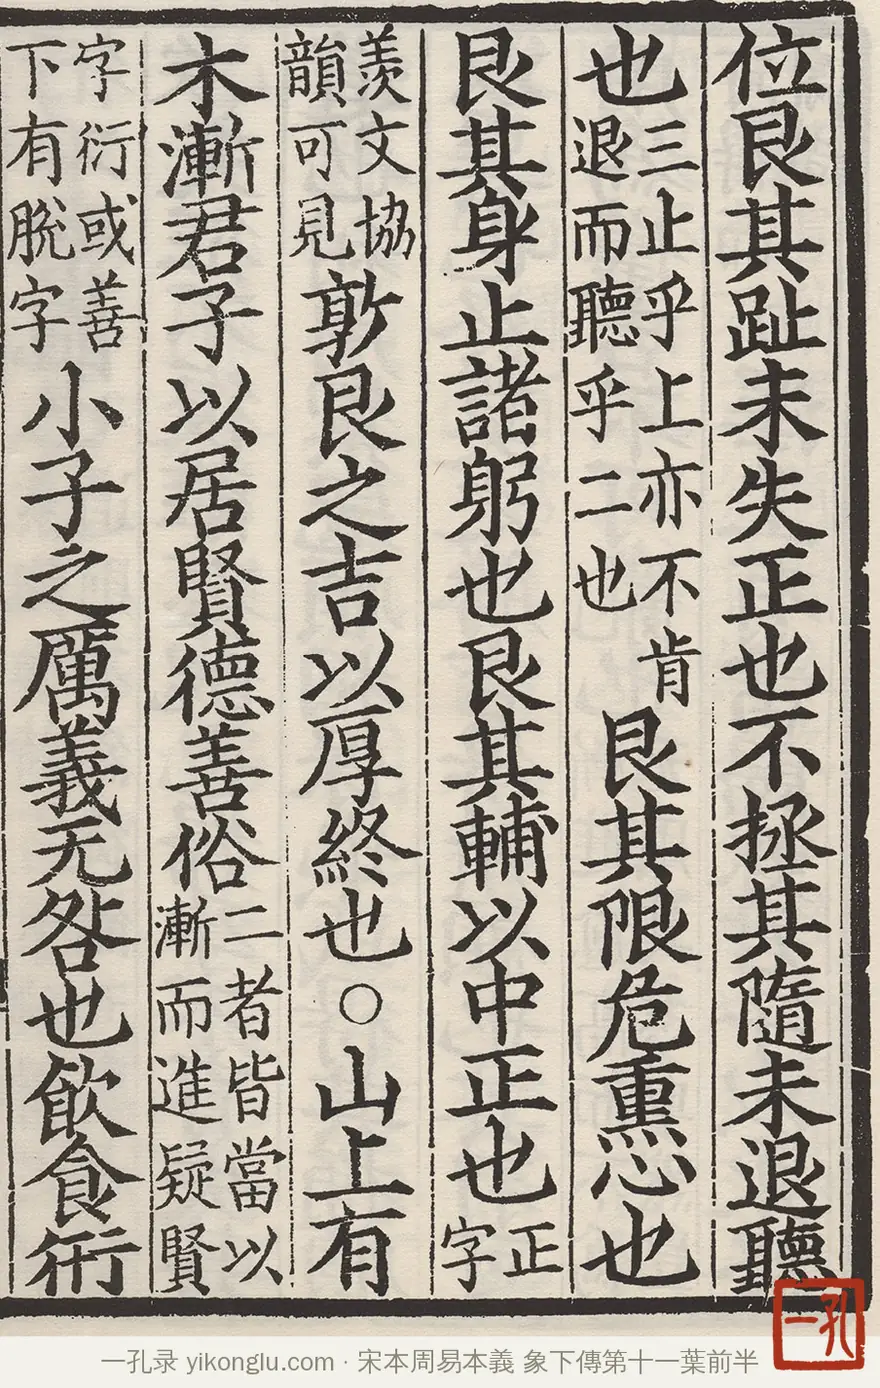 位艮其趾未失正也不拯其隨未退聽
也三止乎上亦不肯退而聽乎二也艮其限危熏心也
艮其身止諸躬也艮其輔以中正也正字
羨文協韻可見敦艮之吉以厚終也○山上有
木漸君子以居賢德善俗二者皆當以漸而進疑賢
字衍或善下有脫字小子之厲義无咎也飲食衎
一孔
一孔录 yikonglu.com · 宋本周易本義 象下傳第十一葉前半